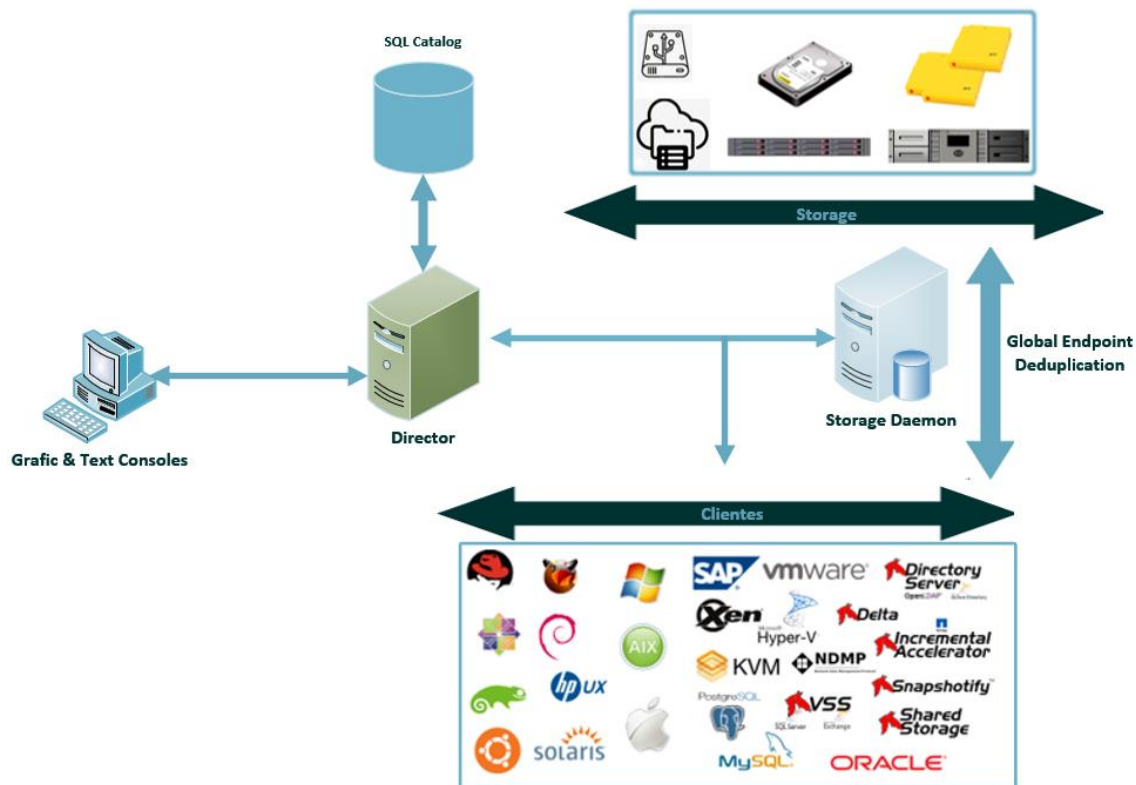 SQL Catalog
Storage
Global Endpoint
Deduplication
Storage Daemon
Director
Grafic & Text Consoles
Clientes
SAP
vmware
Directory
Server
OpenLDAP
Xen
Microsoft
Hyper-V
Delta
AIX
Incremental
Accelerator
KVM
NDMP
hp UX
PostgreSQL
VSS
SQL Server
Exchange
Snapshotify™
Shared
Storage
solaris
MySQL®
ORACLE®